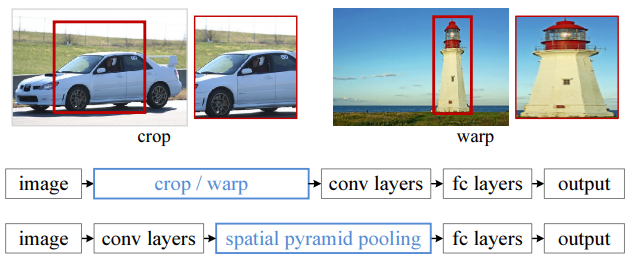 crop
warp
image
crop / warp
conv layers
fc layers
output
image
conv layers
spatial pyramid pooling
fc layers
output